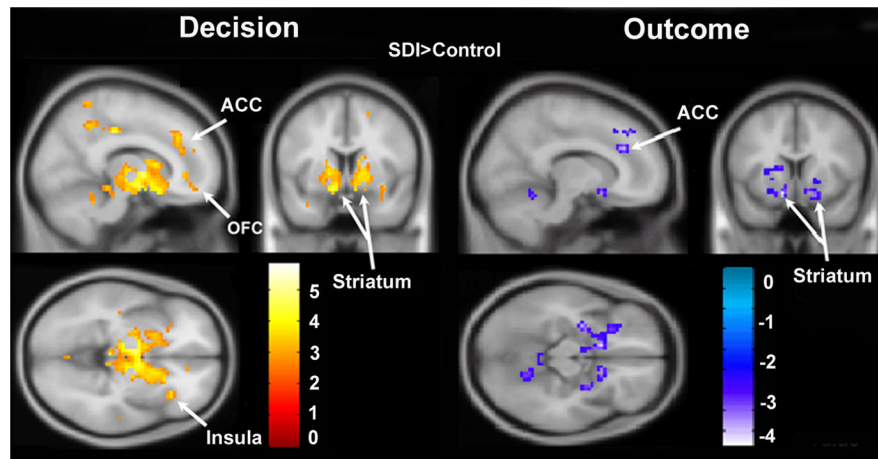 Decision
Outcome
SDI>Control
ACC
OFC
Striatum
Insula
5
4
3
2
1
0
ACC
Striatum
0
-1
-2
-3
-4